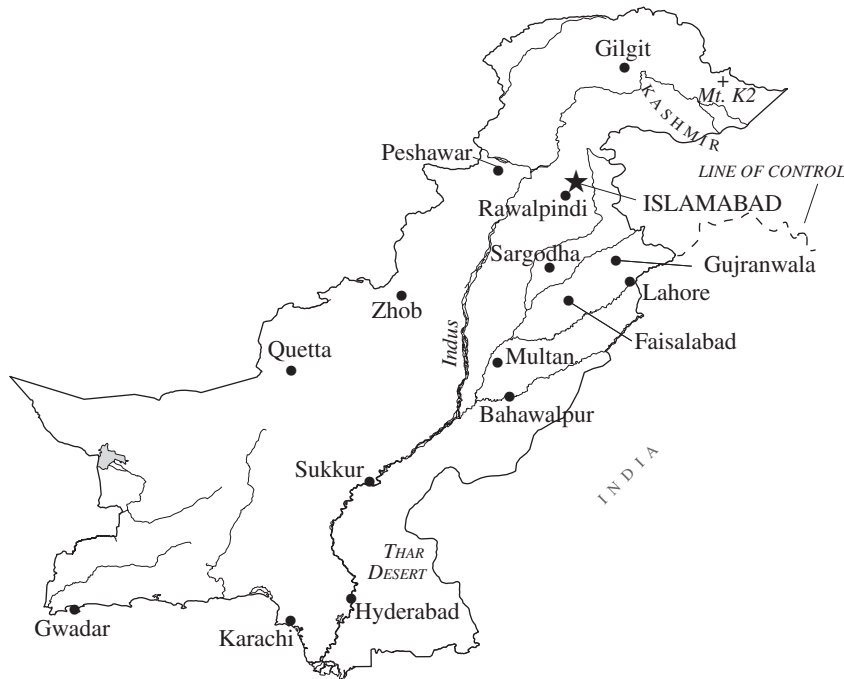 Gilgit
Mt. K2
KASHMIR
Peshawar
LINE OF CONTROL
ISLAMABAD
Rawalpindi
Sargodha
Gujranwala
Lahore
Zhob
Indus
Faisalabad
Quetta
Multan
Bahawalpur
INDIA
Sukkur
THAR
DESERT
Hyderabad
Gwadar
Karachi